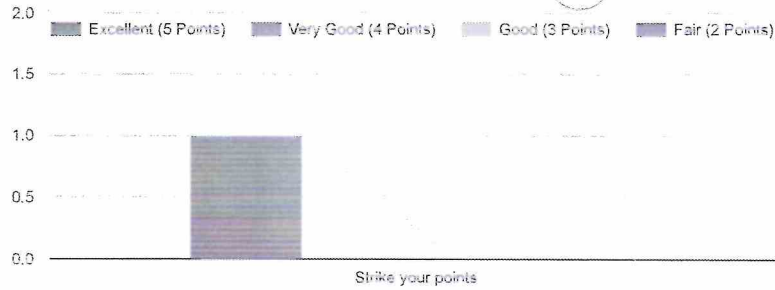 2.0
Excellent (5 Points) Very Good (4 Points) Good (3 Points) Fair (2 Points)
1.5
1.0
0.5
0.0
Strike your points